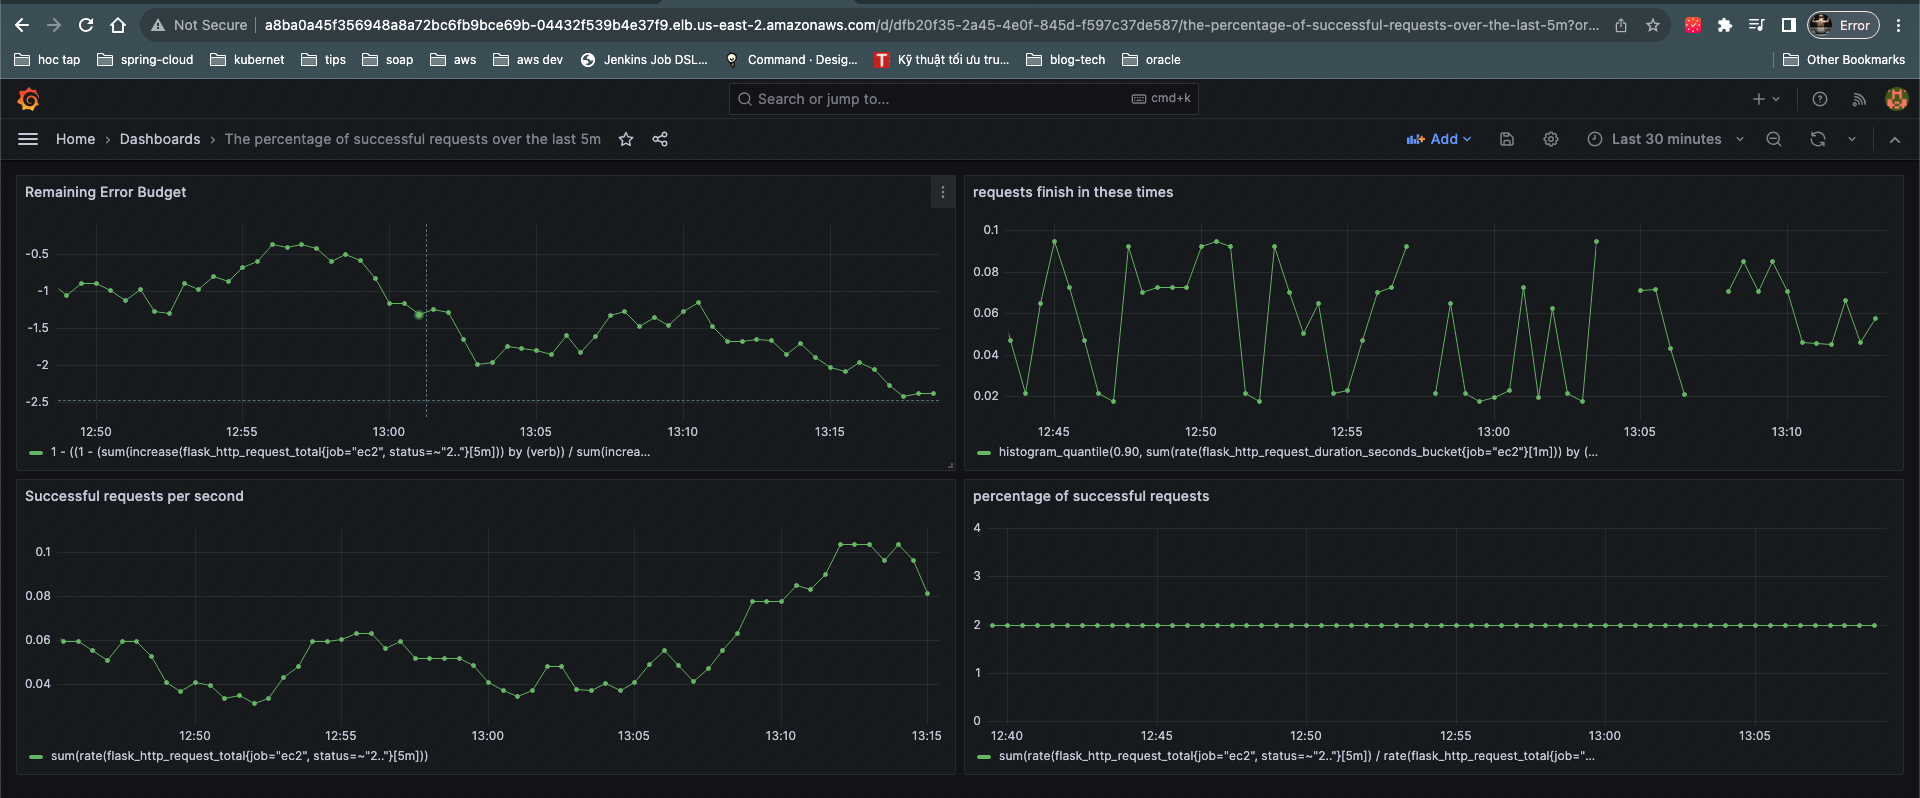 Not Secure
a8ba0a45f356948a8a72bc6fb9bce69b-04432f539b4e37f9.elb.us-east-2.amazonaws.com/d/dfb20f35-2a45-4e0f-845d-f597c37de587/the-percentage-of-successful-requests-over-the-last-5m?or...
Error
hoc tap
spring-cloud
kubernet
tips
soap
aws
aws dev
Jenkins Job DSL...
Command · Desig...
T
Kỹ thuật tối ưu tru...
blog-tech
oracle
Other Bookmarks
Search or jump to...
cmd+k
Home › Dashboards › The percentage of successful requests over the last 5m
Add
Last 30 minutes
Remaining Error Budget
-0.5
-1
-1.5
-2
-2.5
12:50 12:55 13:00 13:05 13:10 13:15
1 - ((1 - (sum(increase(flask_http_request_total{job="ec2", status=~"2.."}[5m])) by (verb)) / sum(increa...
requests finish in these times
0.1
0.08
0.06
0.04
0.02
12:45 12:50 12:55 13:00 13:05 13:10
histogram_quantile(0.90, sum(rate(flask_http_request_duration_seconds_bucket{job="ec2"}[1m])) by (...
Successful requests per second
0.1
0.08
0.06
0.04
12:50 12:55 13:00 13:05 13:10 13:15
sum(rate(flask_http_request_total{job="ec2", status=~"2.."}[5m]))
percentage of successful requests
4
3
2
1
0
12:40 12:45 12:50 12:55 13:00 13:05
sum(rate(flask_http_request_total{job="ec2", status=~"2.."}[5m]) / rate(flask_http_request_total{job="...